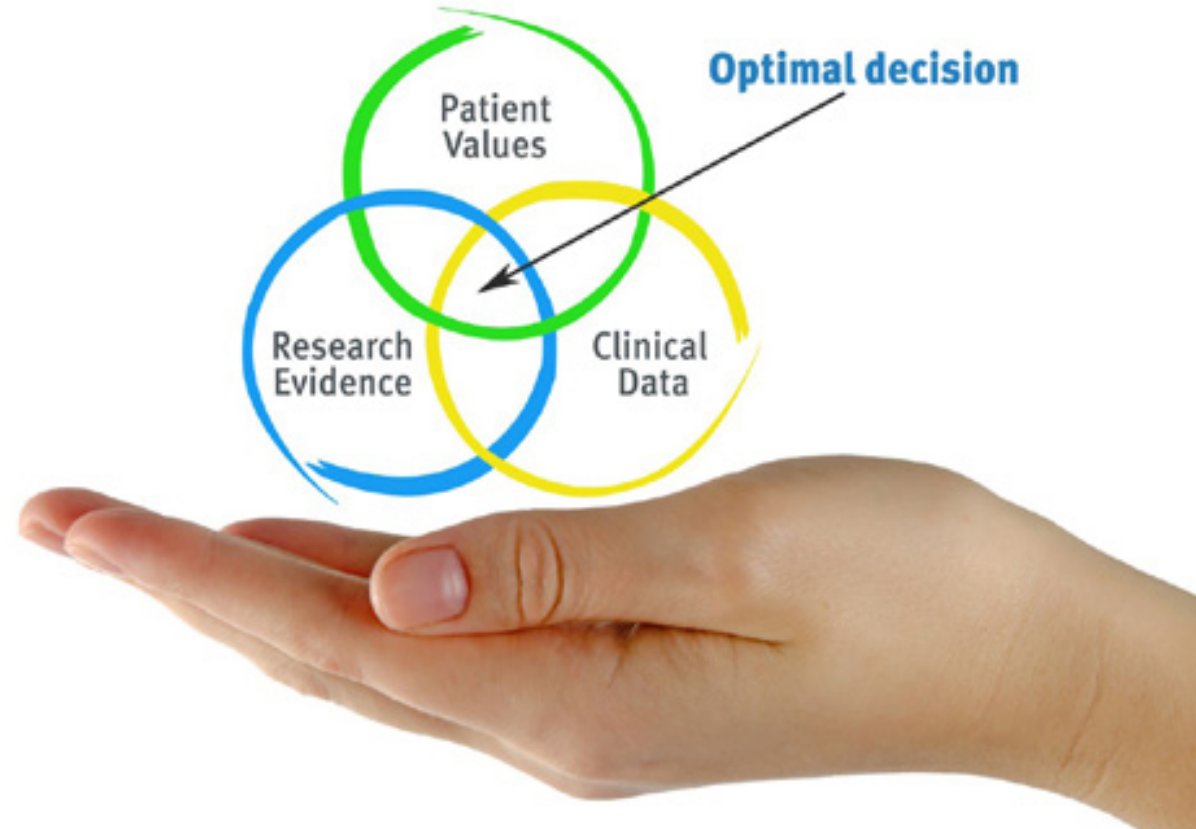 Optimal decision
Patient
Values
Research
Evidence
Clinical
Data